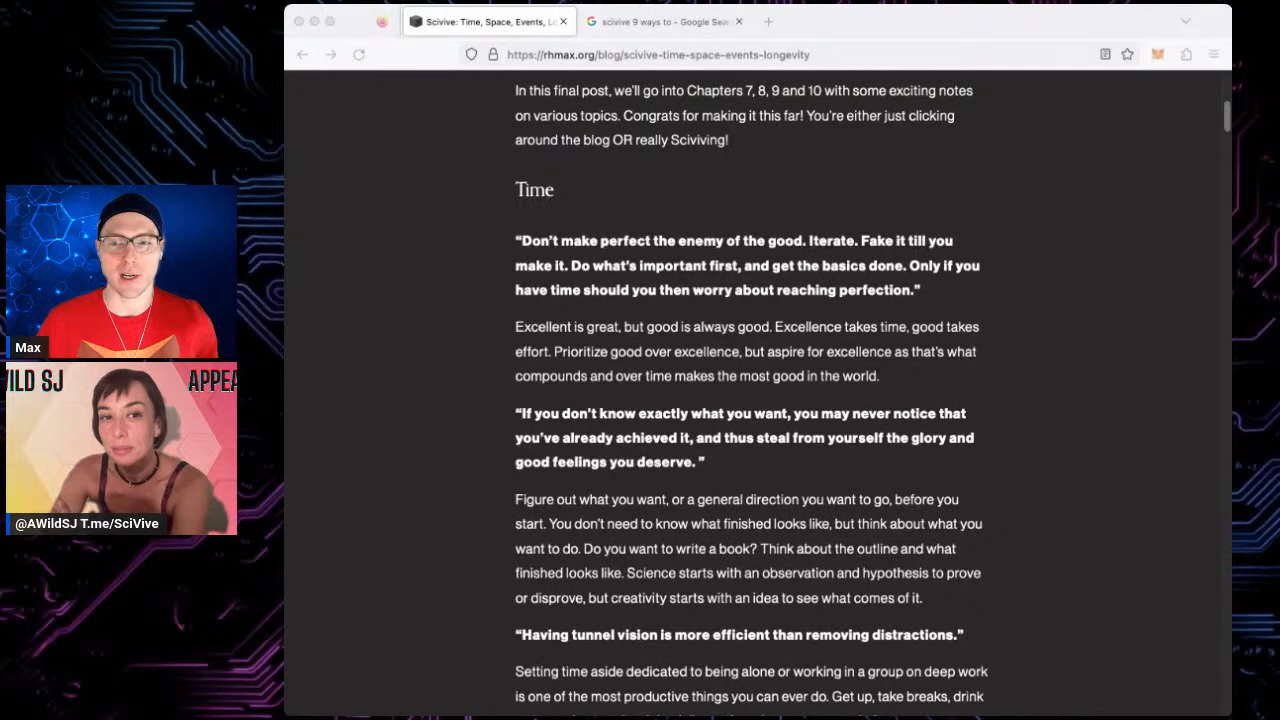 Scivive: Time, Space, Events, Lo
scivive 9 ways to - Google Sear
https://rhmax.org/blog/scivive-time-space-events-longevity
In this final post, we'll go into Chapters 7, 8, 9 and 10 with some exciting notes
on various topics. Congrats for making it this far! You're either just clicking
around the blog OR really Sciviving!
Time
“Don't make perfect the enemy of the good. Iterate. Fake it till you
make it. Do what's important first, and get the basics done. Only if you
have time should you then worry about reaching perfection.”
Excellent is great, but good is always good. Excellence takes time, good takes
effort. Prioritize good over excellence, but aspire for excellence as that's what
compounds and over time makes the most good in the world.
“If you don't know exactly what you want, you may never notice that
you've already achieved it, and thus steal from yourself the glory and
good feelings you deserve. ”
Figure out what you want, or a general direction you want to go, before you
start. You don't need to know what finished looks like, but think about what you
want to do. Do you want to write a book? Think about the outline and what
finished looks like. Science starts with an observation and hypothesis to prove
or disprove, but creativity starts with an idea to see what comes of it.
“Having tunnel vision is more efficient than removing distractions.”
Setting time aside dedicated to being alone or working in a group on deep work
is one of the most productive things you can ever do. Get up, take breaks, drink
Max
WILD SJ
APPEA
@AWildSJ T.me/SciVive